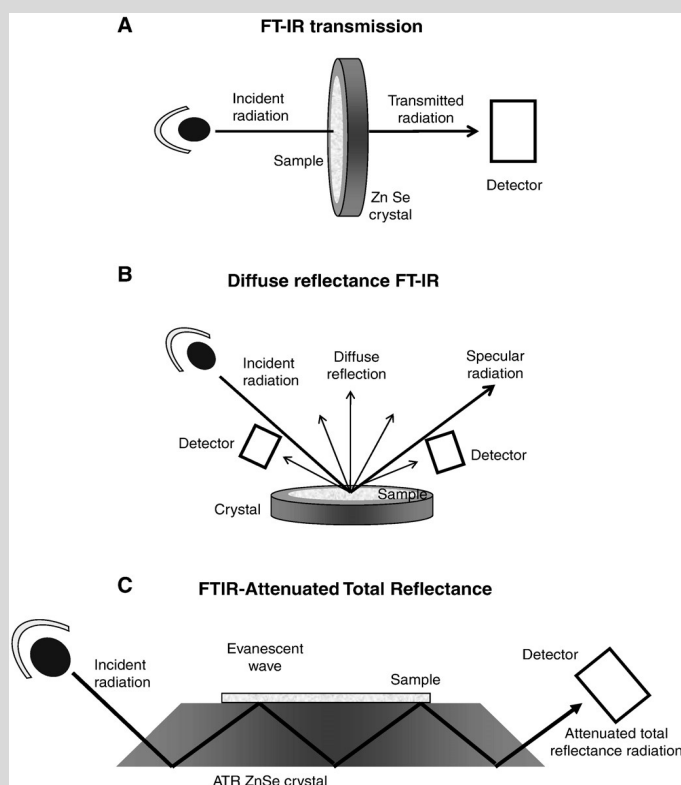 A
FT-IR transmission
Incident
radiation
Transmitted
radiation
Sample
Zn Se
crystal
Detector
B
Diffuse reflectance FT-IR
Incident
radiation
Diffuse
reflection
Specular
radiation
Detector
Detector
Sample
Crystal
C
FTIR-Attenuated Total Reflectance
Incident
radiation
Evanescent
wave
Sample
Detector
Attenuated total
reflectance radiation
ATR ZnSe crystal